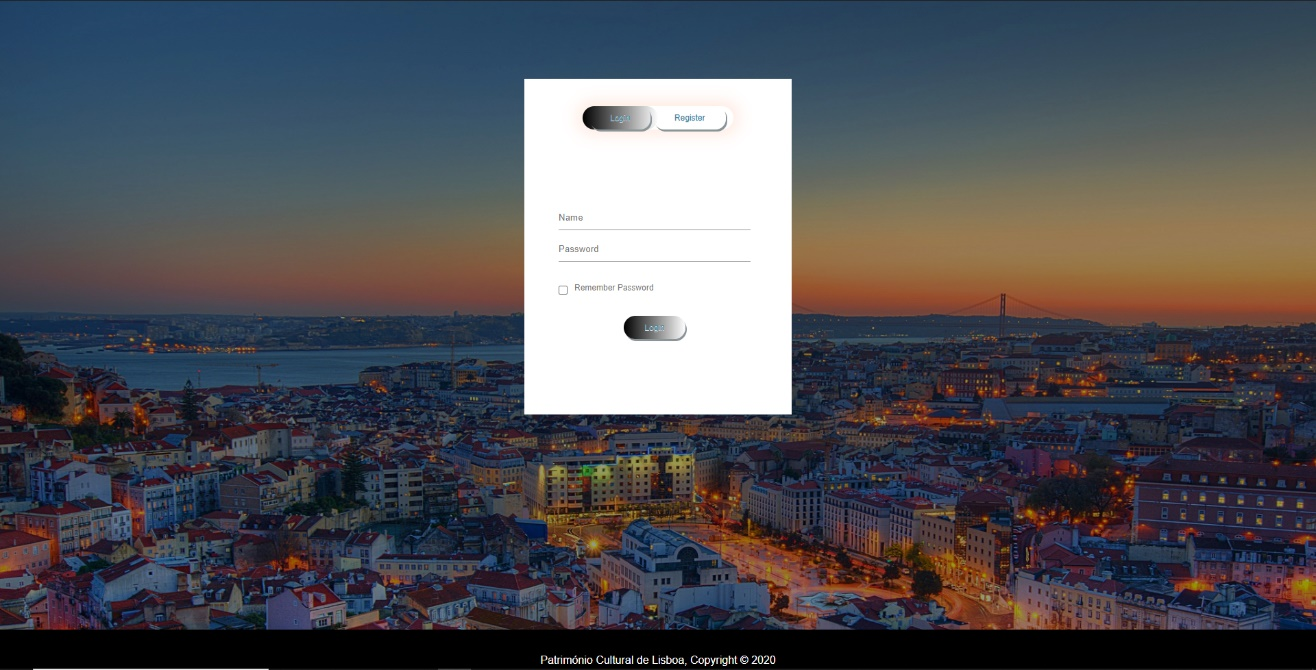 Login Register
Name
Password
Remember Password
Login
Património Cultural de Lisboa, Copyright © 2020